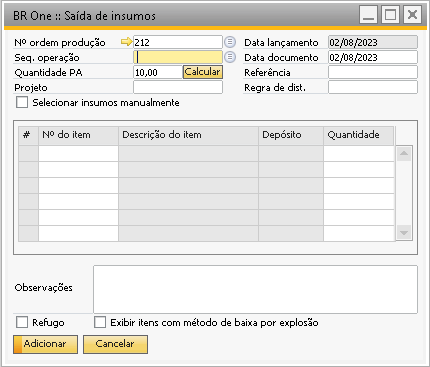 BR One :: Saída de insumos
Nº ordem produção 212 Data lançamento 02/08/2023
Seq. operação Data documento 02/08/2023
Quantidade PA 10,00 Calcular Referência
Projeto Regra de dist.
Selecionar insumos manualmente
# Nº do item Descrição do item Depósito Quantidade
Observações
Refugo Exibir itens com método de baixa por explosão
Adicionar Cancelar